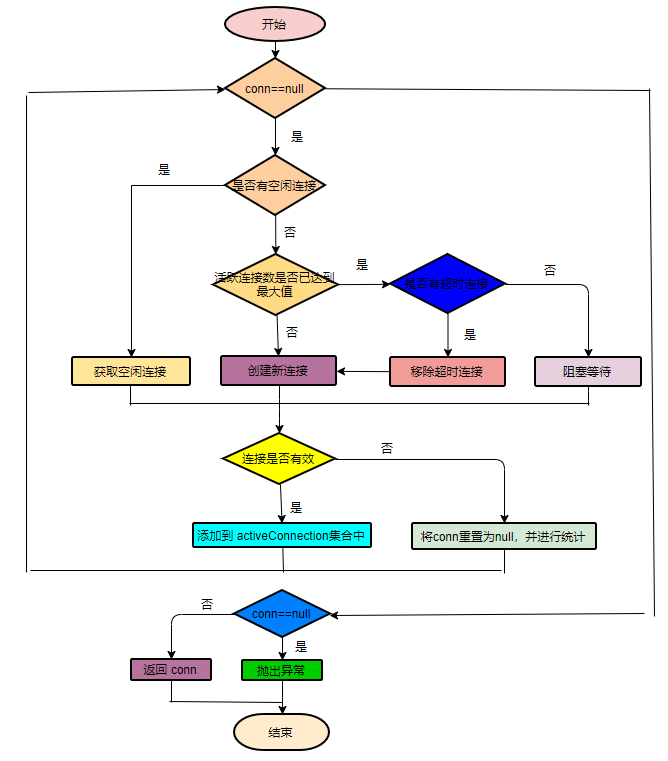 开始
conn==null
是
是
是否有空闲连接
否
活跃连接数是否已达到
最大值
是
是否有超时连接
否
否
是
获取空闲连接
创建新连接
移除超时连接
阻塞等待
连接是否有效
否
是
添加到 activeConnection集合中
将conn重置为null，并进行统计
否
conn==null
是
返回 conn
抛出异常
结束